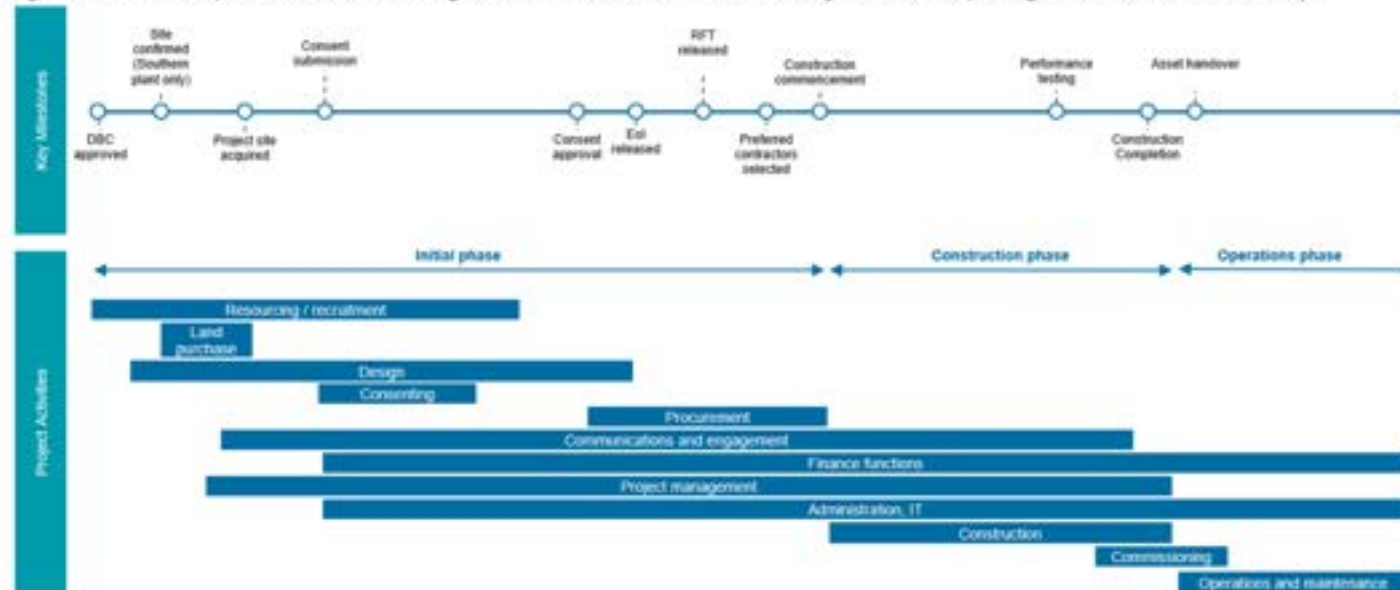 Key Milestones
Site
confirmed
(Southern
plant only)
Consent
submission
RFT
released
Construction
commencement
Performance
testing
Asset handover
DBC
approved
Project site
acquired
Consent
approval
EoI
released
Preferred
contractors
selected
Construction
Completion
Project Activities
Initial phase
Construction phase
Operations phase
Resourcing / recruitment
Land
purchase
Design
Consenting
Procurement
Communications and engagement
Finance functions
Project management
Administration, IT
Construction
Commissioning
Operations and maintenance